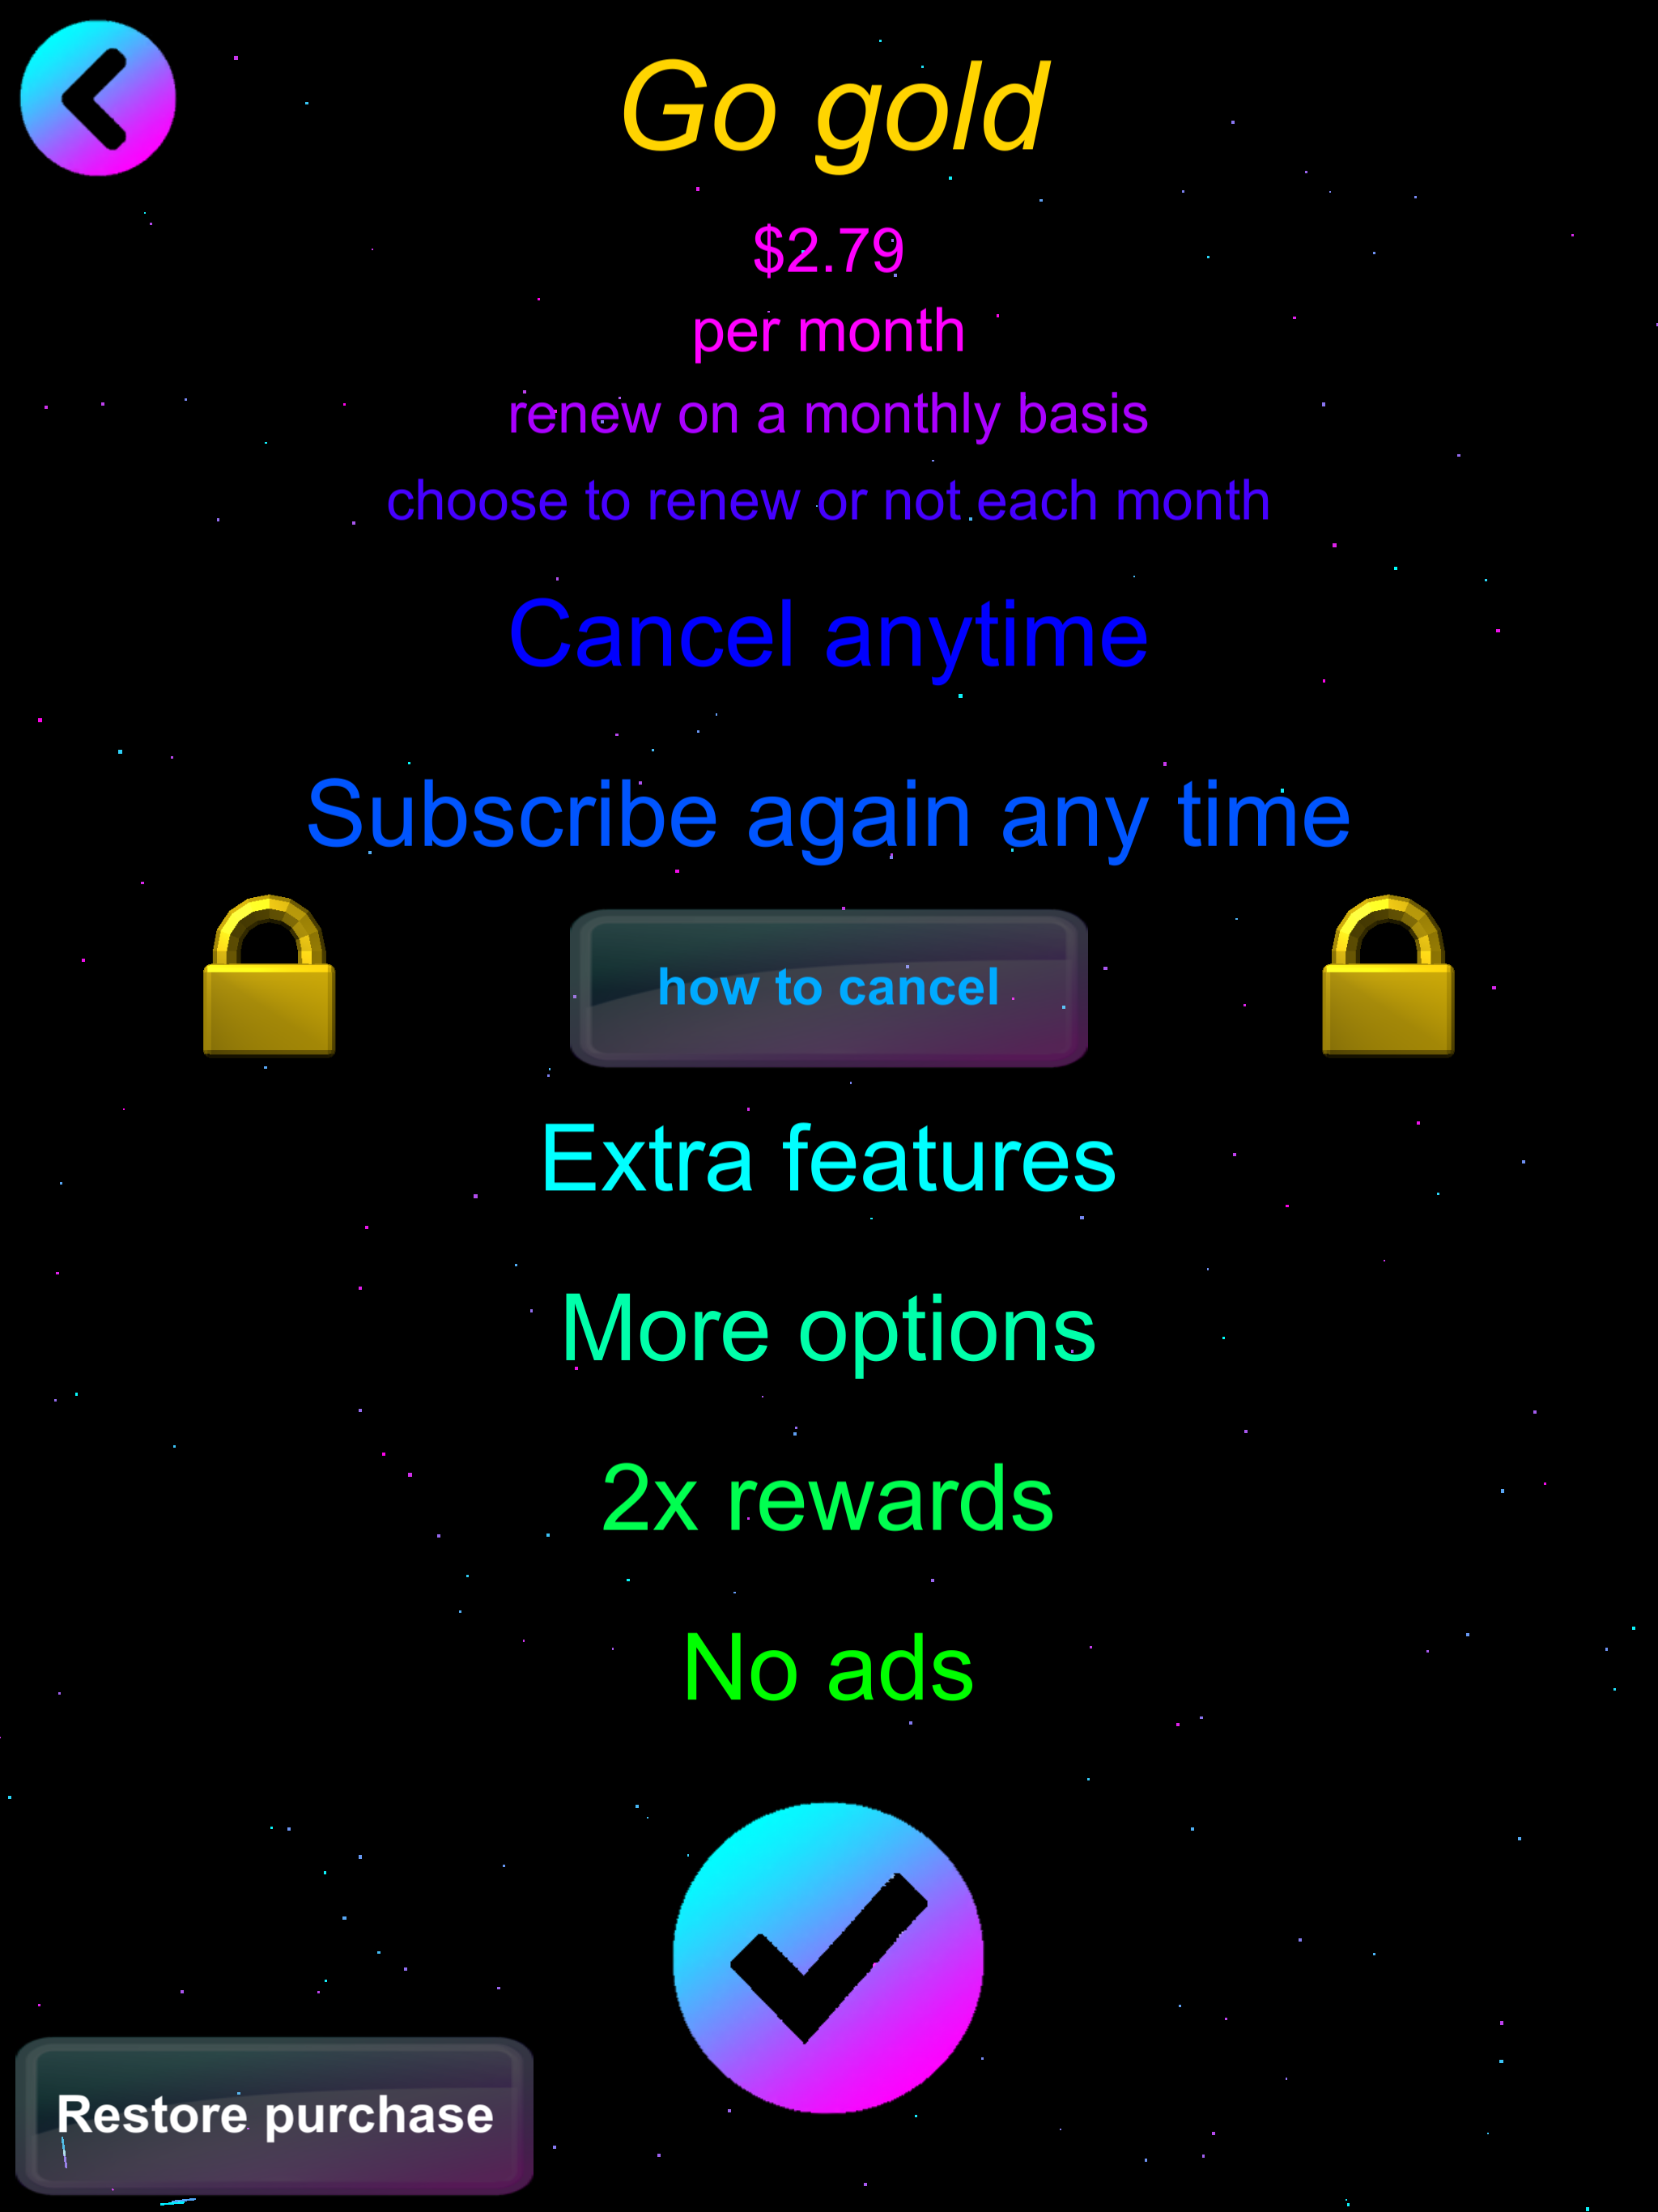 Go gold
$2.79
per month
renew on a monthly basis
choose to renew or not each month
Cancel anytime
Subscribe again any time
how to cancel
Extra features
More options
2x rewards
No ads
Restore purchase